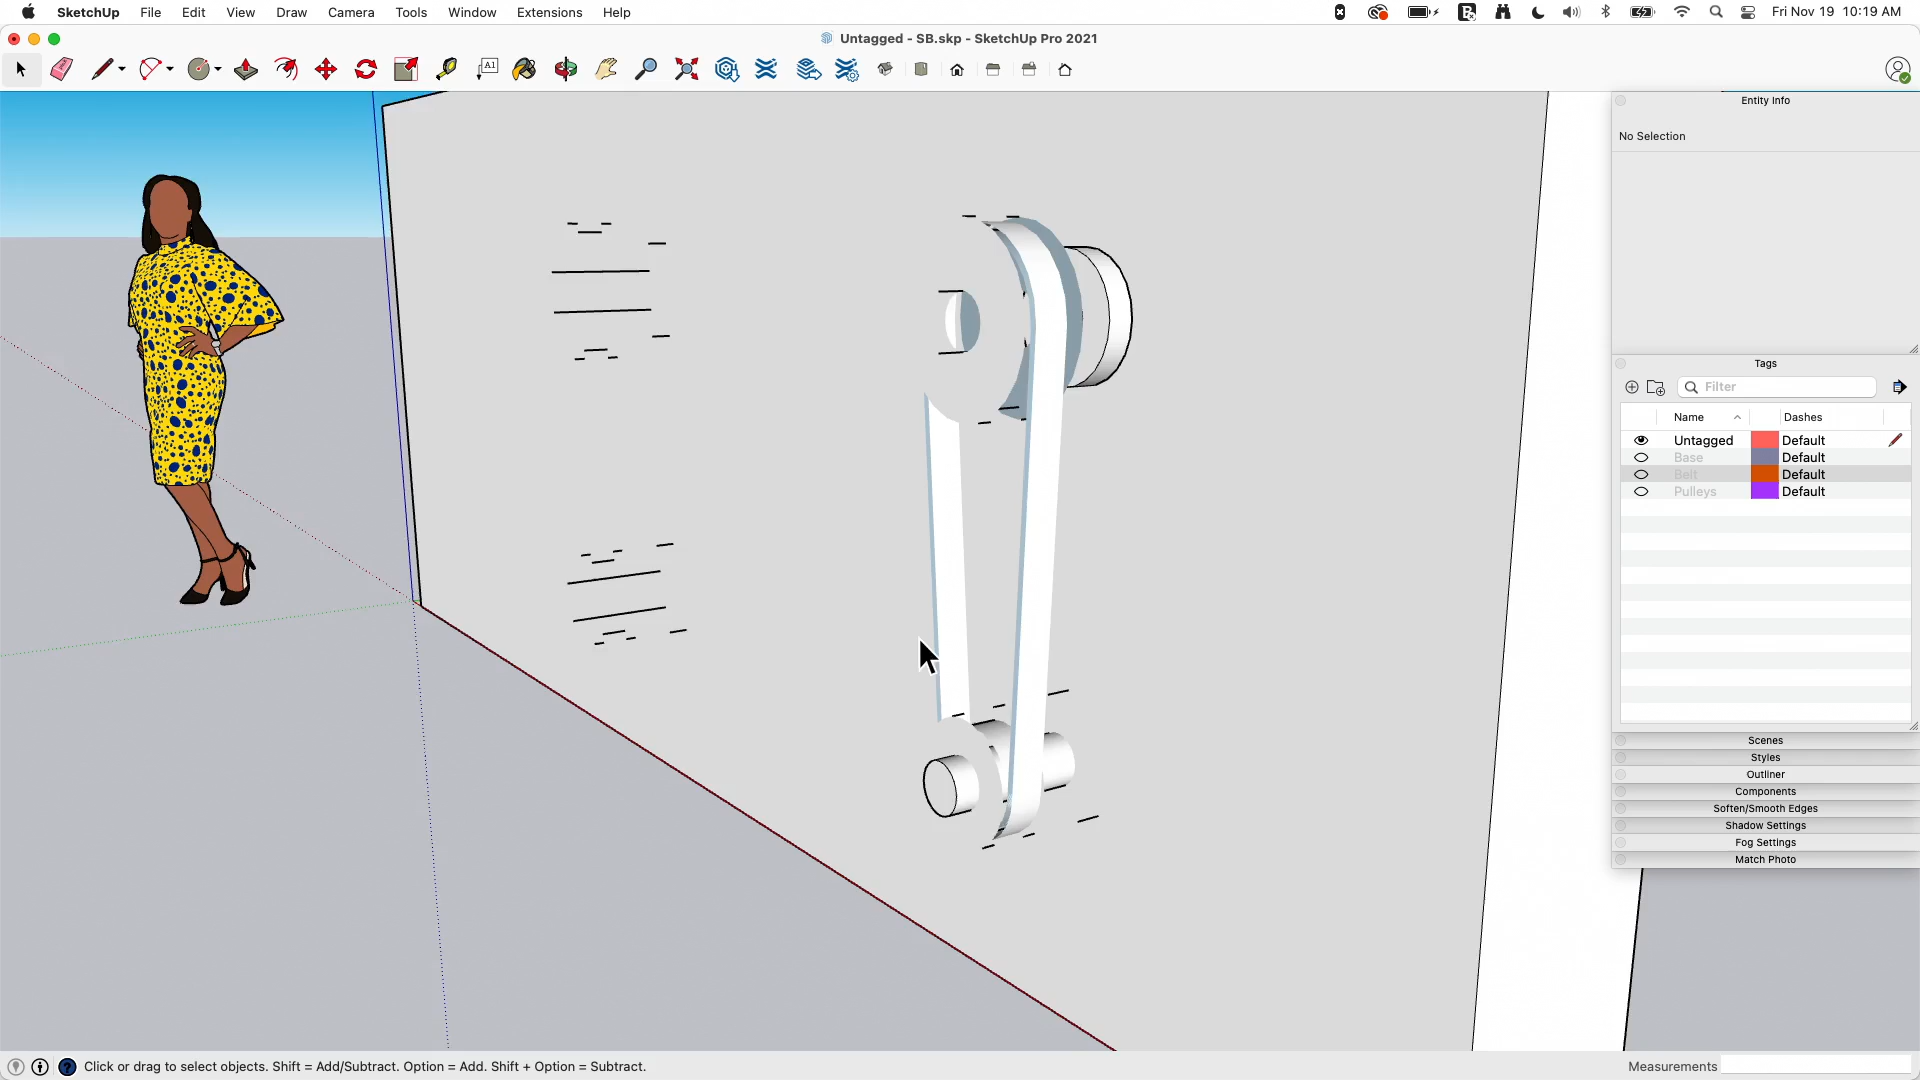 SketchUp File Edit View Draw Camera Tools Window Extensions Help Fri Nov 19 10:19 AM
Untagged - SB.skp - SketchUp Pro 2021
A1
Entity Info
No Selection
Tags
Filter
Name Dashes
Untagged Default
Base Default
Belt Default
Pulleys Default
Scenes
Styles
Outliner
Components
Soften/Smooth Edges
Shadow Settings
Fog Settings
Match Photo
Click or drag to select objects. Shift = Add/Subtract. Option = Add. Shift + Option = Subtract. Measurements